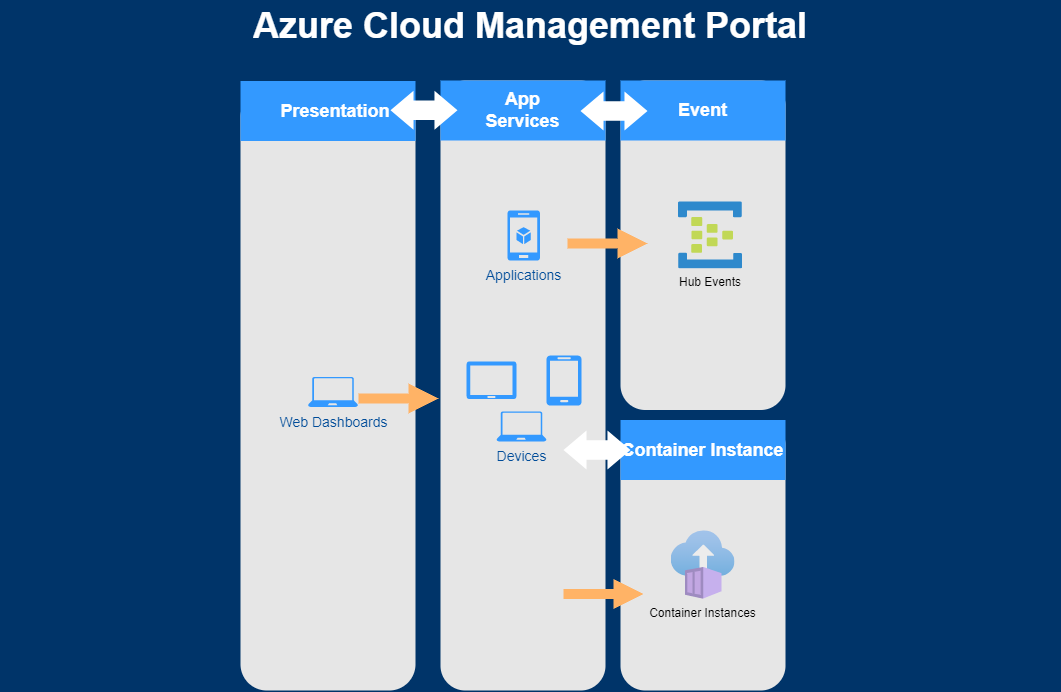 Azure Cloud Management Portal
Presentation
App
Services
Event
Applications
Hub Events
Web Dashboards
Devices
Container Instance
Container Instances